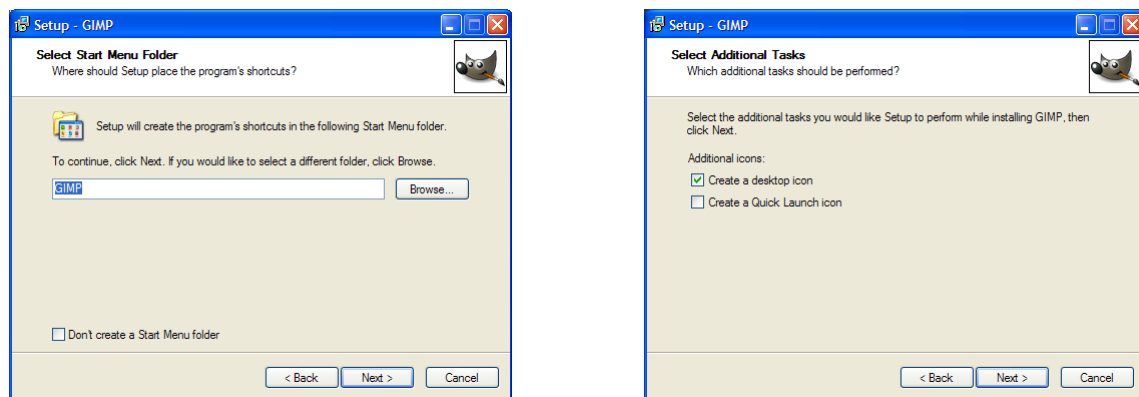 Setup - GIMP
Select Start Menu Folder
Where should Setup place the program's shortcuts?
Setup will create the program's shortcuts in the following Start Menu folder.
To continue, click Next. If you would like to select a different folder, click Browse.
GIMP
Browse...
Don't create a Start Menu folder
< Back
Next >
Cancel
Setup - GIMP
Select Additional Tasks
Which additional tasks should be performed?
Select the additional tasks you would like Setup to perform while installing GIMP, then
click Next.
Additional icons:
Create a desktop icon
Create a Quick Launch icon
< Back
Next >
Cancel